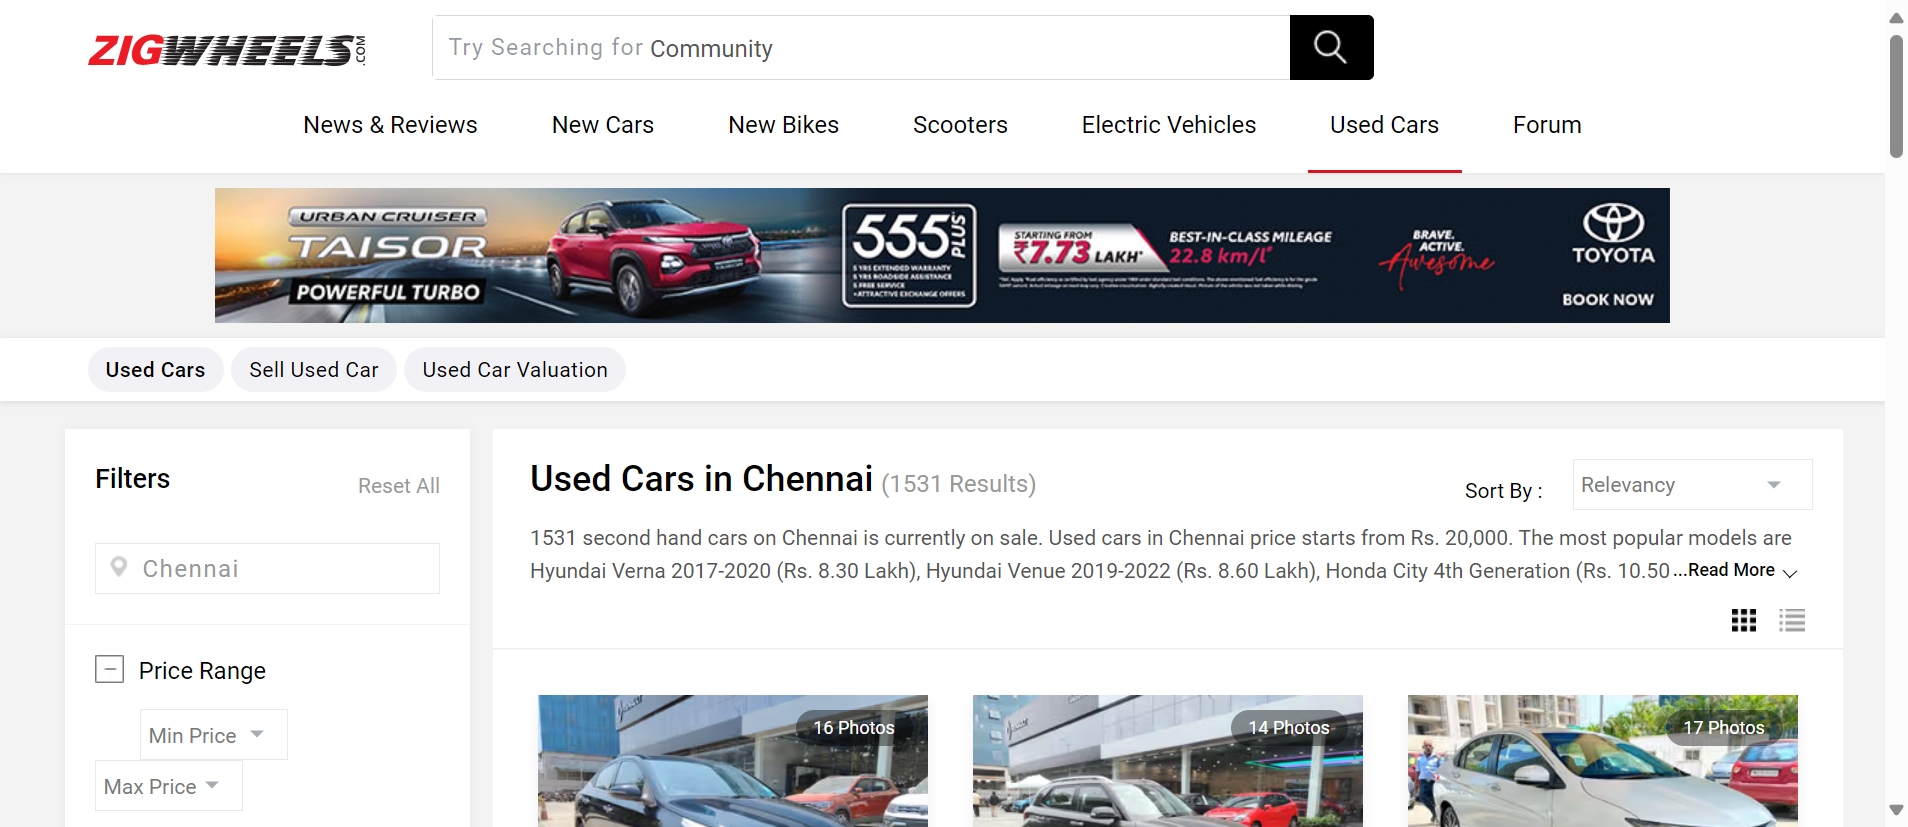 ZIGWHEELS.COM
Try Searching for Community
News & Reviews
New Cars
New Bikes
Scooters
Electric Vehicles
Used Cars
Forum
URBAN CRUISER
TAISOR
POWERFUL TURBO
555 PLUS
5 YRS EXTENDED WARRANTY
5 YRS ROADSIDE ASSISTANCE
5 FREE SERVICE
+ATTRACTIVE EXCHANGE OFFERS
STARTING FROM
₹7.73 LAKH*
BEST-IN-CLASS MILEAGE
22.8 km/l*
BRAVE.
ACTIVE.
Awesome
TOYOTA
BOOK NOW
Used Cars
Sell Used Car
Used Car Valuation
Filters
Reset All
Chennai
Price Range
Min Price
Max Price
Used Cars in Chennai (1531 Results)
Sort By :
Relevancy
1531 second hand cars on Chennai is currently on sale. Used cars in Chennai price starts from Rs. 20,000. The most popular models are
Hyundai Verna 2017-2020 (Rs. 8.30 Lakh), Hyundai Venue 2019-2022 (Rs. 8.60 Lakh), Honda City 4th Generation (Rs. 10.50 ...Read More
16 Photos
14 Photos
17 Photos